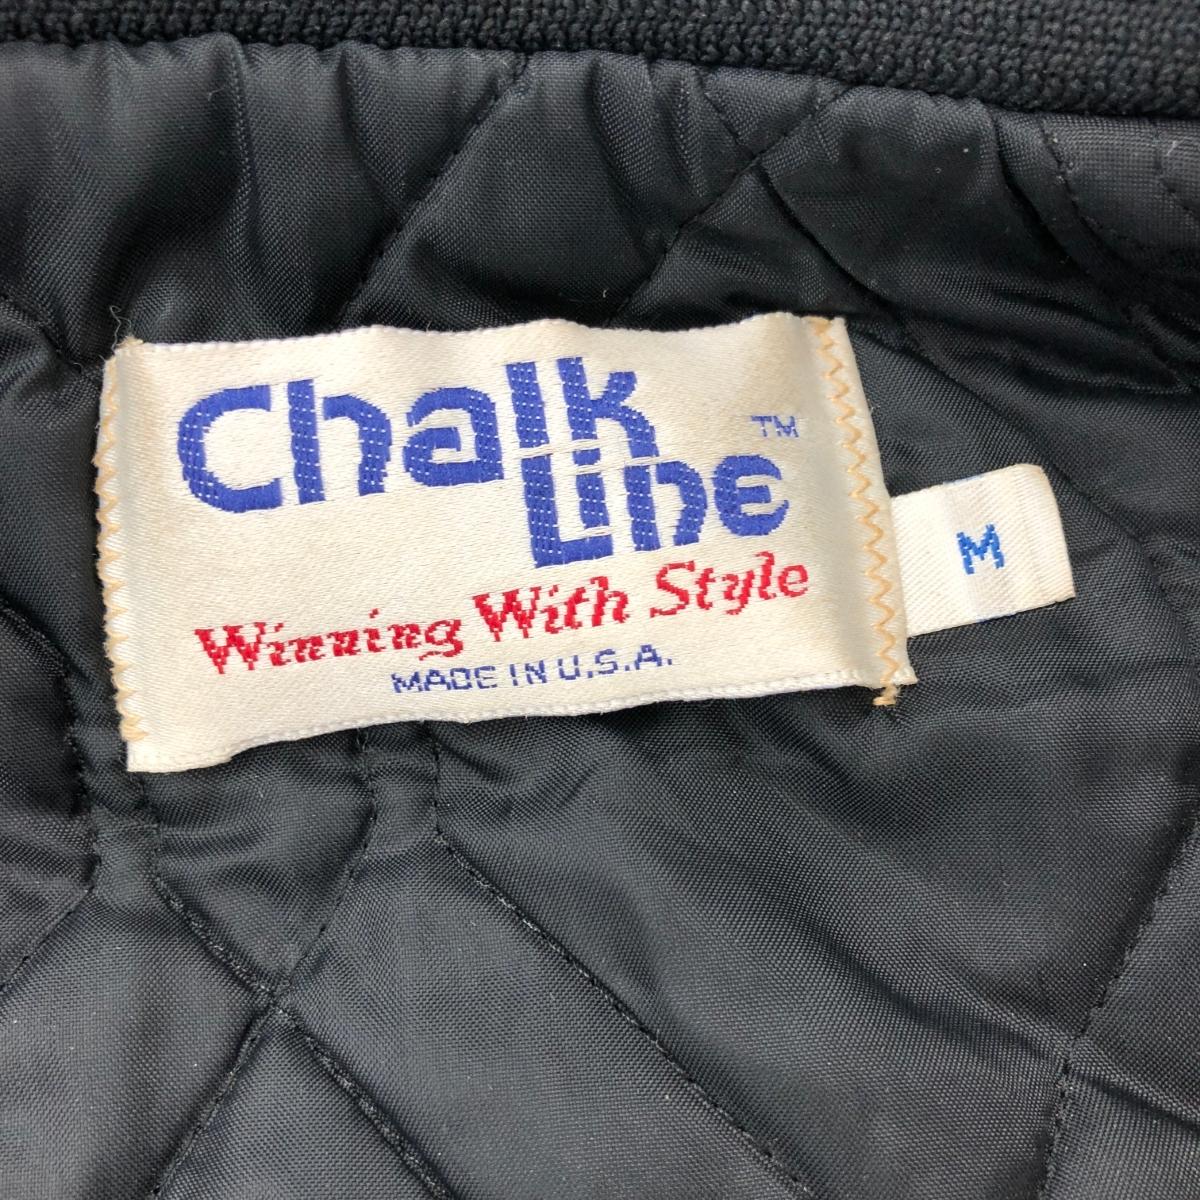 Chalk
Line
TM
Winning With Style
MADE IN U.S.A.
M